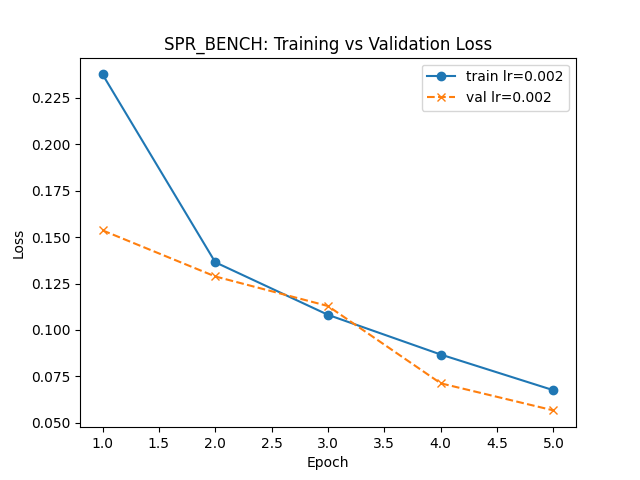 SPR_BENCH: Training vs Validation Loss
train lr=0.002
val lr=0.002
0.225
0.200
0.175
0.150
0.125
0.100
0.075
0.050
Loss
1.0 1.5 2.0 2.5 3.0 3.5 4.0 4.5 5.0
Epoch